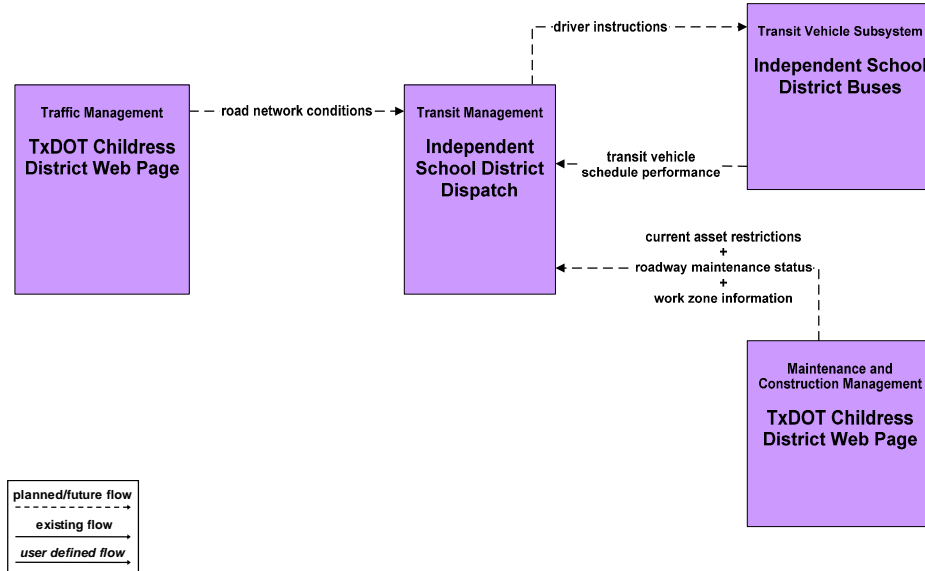 driver instructions
Transit Vehicle Subsystem
Independent School
District Buses
Traffic Management
TxDOT Childress
District Web Page
road network conditions
Transit Management
Independent
School District
Dispatch
transit vehicle
schedule performance
current asset restrictions
+
roadway maintenance status
+
work zone information
Maintenance and
Construction Management
TxDOT Childress
District Web Page
planned/future flow
existing flow
user defined flow